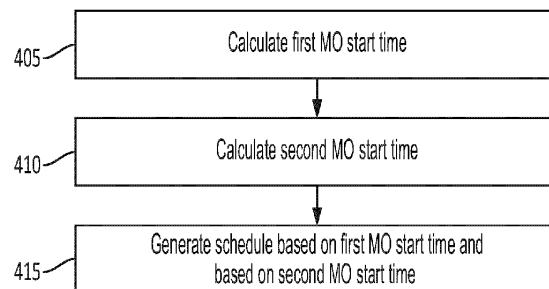 405
Calculate first MO start time
410
Calculate second MO start time
415
Generate schedule based on first MO start time and
based on second MO start time